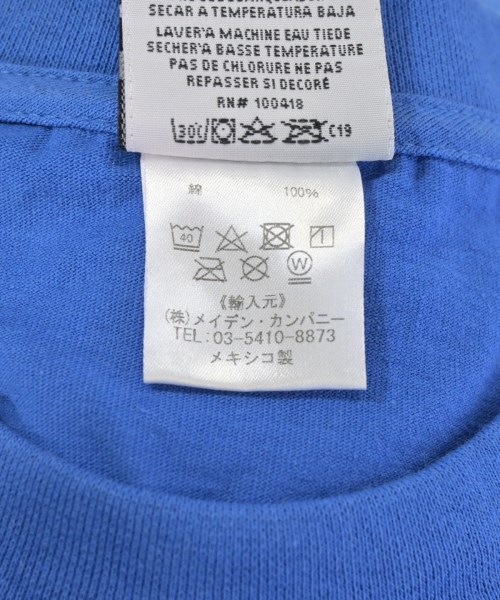 SECAR A TEMPERATURA BAJA
LAVER'A MACHINE EAU TIEDE
SECHER'A BASSE TEMPERATURE
PAS DE CHLORURE NE PAS
REPASSER SI DECORÉ
RN# 100418
30°C C19
綿 100%
40
W
《輸入元》
(株)メイデン・カンパニー
TEL:03-5410-8873
メキシコ製